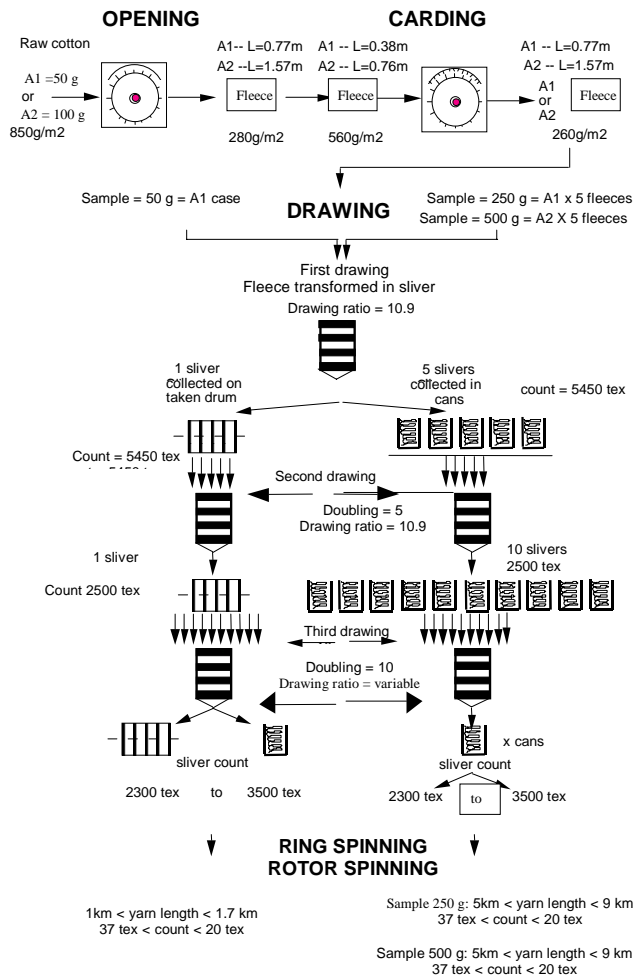 OPENING
CARDING
Raw cotton
A1 =50 g
or
A2 = 100 g
850g/m2
A1-- L=0.77m
A2 --L=1.57m
Fleece
280g/m2
A1 -- L=0.38m
A2 -- L=0.76m
Fleece
560g/m2
A1 -- L=0.77m
A2 -- L=1.57m
A1
or
A2
Fleece
260g/m2
Sample = 50 g = A1 case
DRAWING
Sample = 250 g = A1 x 5 fleeces
Sample = 500 g = A2 X 5 fleeces
First drawing
Fleece transformed in sliver
Drawing ratio = 10.9
1 sliver
collected on
taken drum
5 slivers
collected in
cans
count = 5450 tex
Count = 5450 tex
Second drawing
Doubling = 5
Drawing ratio = 10.9
1 sliver
Count 2500 tex
10 slivers
2500 tex
Third drawing
Doubling = 10
Drawing ratio = variable
x cans
sliver count
2300 tex to 3500 tex
sliver count
2300 tex to 3500 tex
RING SPINNING
ROTOR SPINNING
1km < yarn length < 1.7 km
37 tex < count < 20 tex
Sample 250 g: 5km < yarn length < 9 km
37 tex < count < 20 tex
Sample 500 g: 5km < yarn length < 9 km
37 tex < count < 20 tex